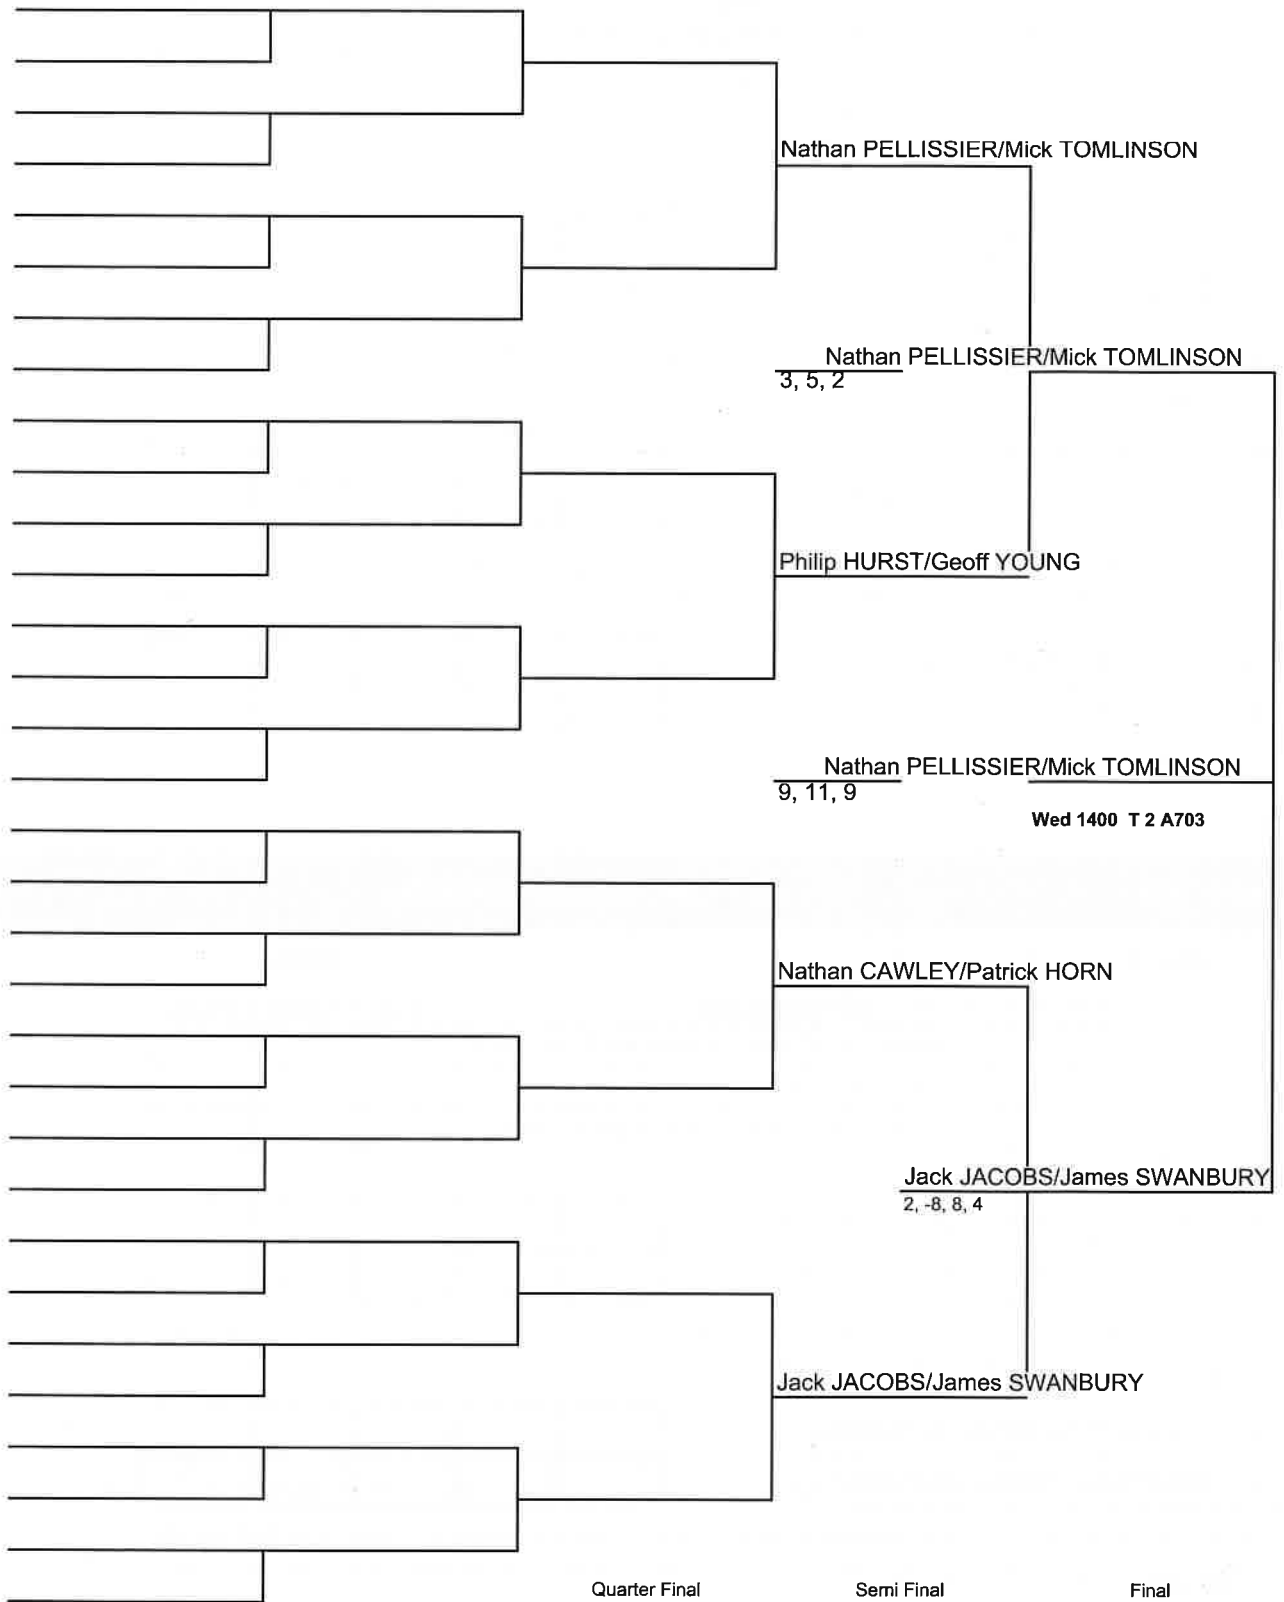 Nathan PELLISSIER/Mick TOMLINSON
Nathan PELLISSIER/Mick TOMLINSON
3, 5, 2
Philip HURST/Geoff YOUNG
Nathan PELLISSIER/Mick TOMLINSON
9, 11, 9
Wed 1400 T 2 A703
Nathan CAWLEY/Patrick HORN
Jack JACOBS/James SWANBURY
2, -8, 8, 4
Jack JACOBS/James SWANBURY
Quarter Final Semi Final Final